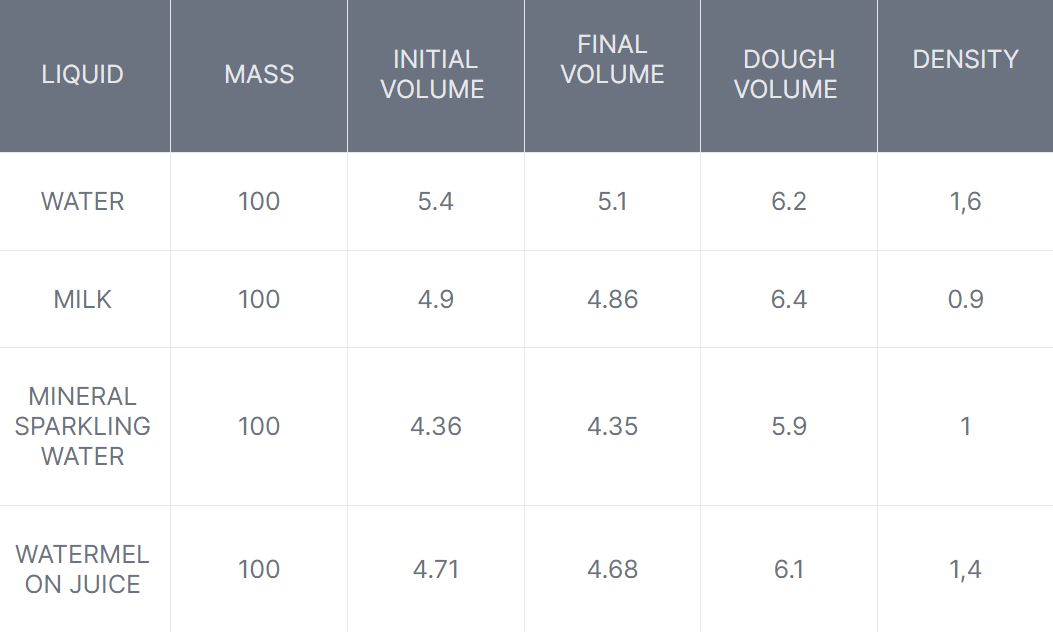 LIQUID MASS INITIAL VOLUME FINAL VOLUME DOUGH VOLUME DENSITY
WATER 100 5.4 5.1 6.2 1,6
MILK 100 4.9 4.86 6.4 0.9
MINERAL SPARKLING WATER 100 4.36 4.35 5.9 1
WATERMEL ON JUICE 100 4.71 4.68 6.1 1,4